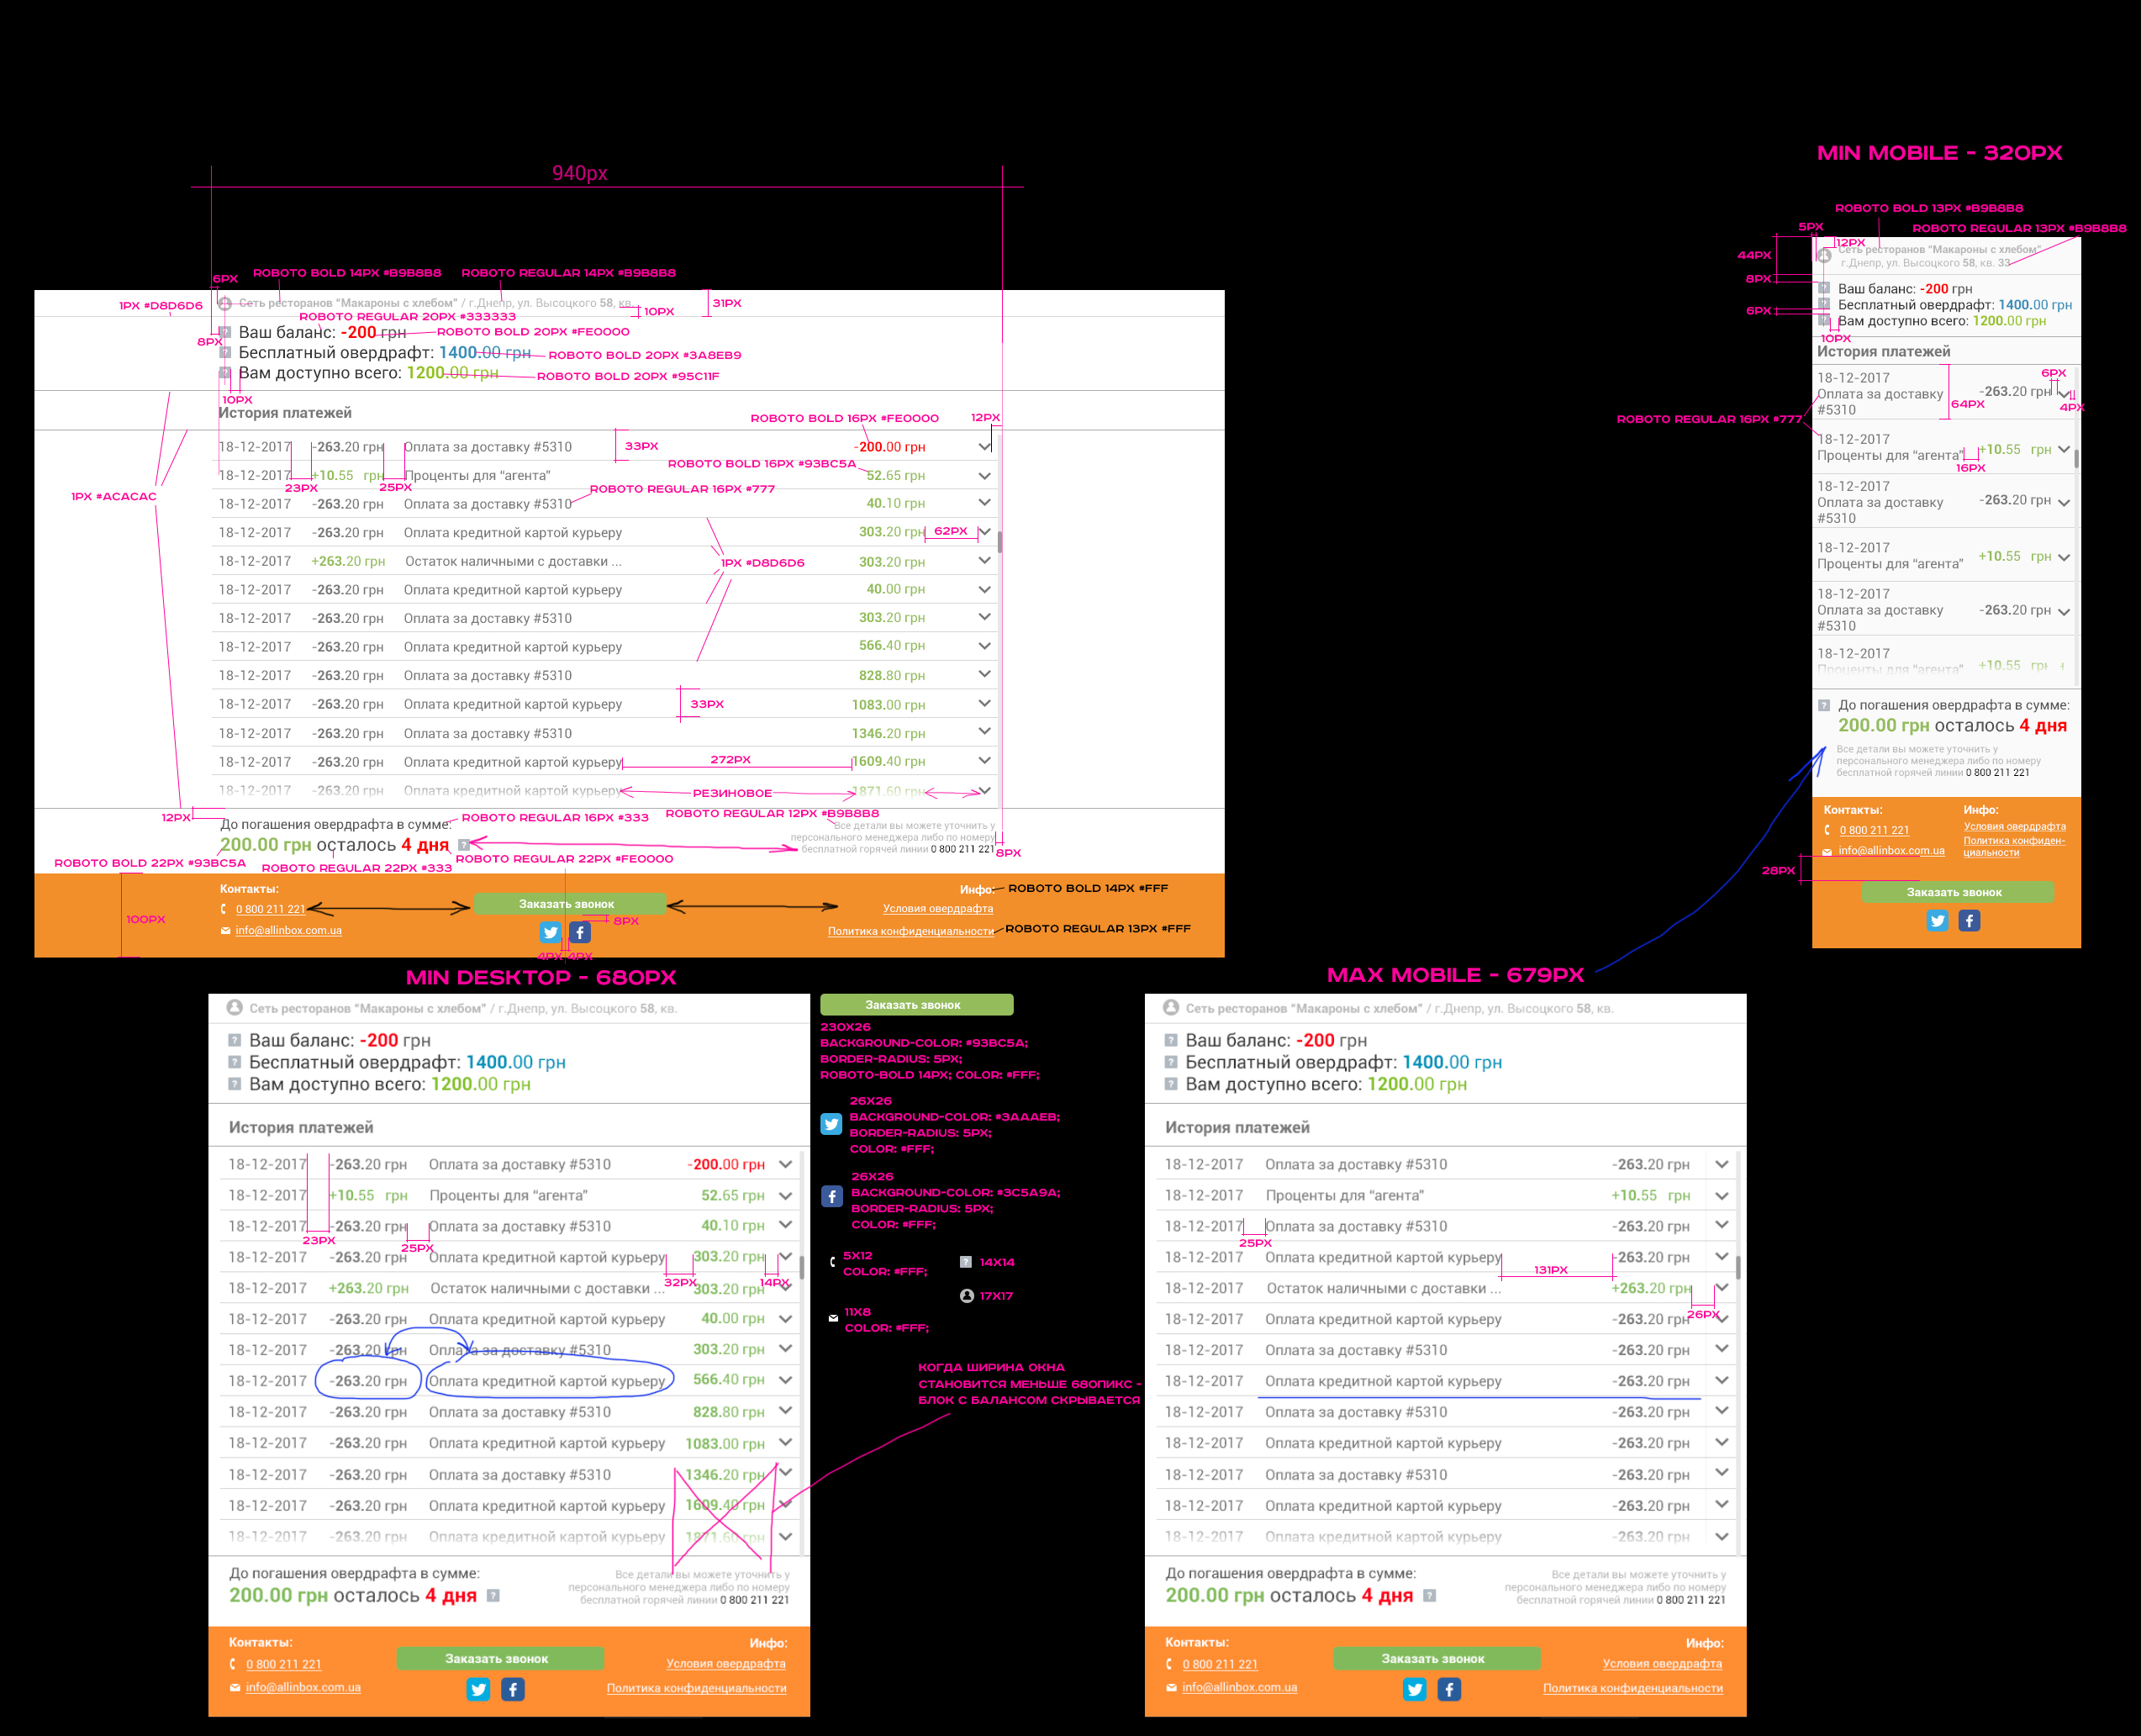 940px
MIN MOBILE - 320PX
ROBOTO BOLD 14PX #B9B8B8
ROBOTO REGULAR 14PX #B9B8B8
6PX
1PX #D8D6D6
Сеть ресторанов “Макароны с хлебом” / г.Днепр, ул. Высоцкого 58, кв.
31PX
10PX
ROBOTO REGULAR 20PX #333333
8PX
Ваш баланс: -200 грн
ROBOTO BOLD 20PX #FE0000
Бесплатный овердрафт: 1400.00 грн
ROBOTO BOLD 20PX #3A8EB9
Вам доступно всего: 1200.00 грн
ROBOTO BOLD 20PX #95C11F
10PX
История платежей
ROBOTO BOLD 16PX #FE0000
12PX
18-12-2017 -263.20 грн Оплата за доставку #5310 -200.00 грн
33PX
ROBOTO BOLD 16PX #93BC5A
18-12-2017 +10.55 грн Проценты для “агента” 52.65 грн
23PX
25PX
ROBOTO REGULAR 16PX #777
1PX #ACACAC
18-12-2017 -263.20 грн Оплата за доставку #5310 40.10 грн
18-12-2017 -263.20 грн Оплата кредитной картой курьеру 303.20 грн
62PX
18-12-2017 +263.20 грн Остаток наличными с доставки ... 303.20 грн
1PX #D8D6D6
18-12-2017 -263.20 грн Оплата кредитной картой курьеру 40.00 грн
18-12-2017 -263.20 грн Оплата за доставку #5310 303.20 грн
18-12-2017 -263.20 грн Оплата кредитной картой курьеру 566.40 грн
18-12-2017 -263.20 грн Оплата за доставку #5310 828.80 грн
18-12-2017 -263.20 грн Оплата кредитной картой курьеру 1083.00 грн
33PX
18-12-2017 -263.20 грн Оплата за доставку #5310 1346.20 грн
18-12-2017 -263.20 грн Оплата кредитной картой курьеру 1609.40 грн
272PX
18-12-2017 -263.20 грн Оплата кредитной картой курьеру 1871.60 грн
РЕЗИНОВОЕ
12PX
До погашения овердрафта в сумме:
ROBOTO REGULAR 16PX #333
ROBOTO REGULAR 12PX #B9B8B8
200.00 грн осталось 4 дня
Все детали вы можете уточнить у
персонального менеджера либо по номеру
бесплатной горячей линии 0 800 211 221
8PX
ROBOTO BOLD 22PX #93BC5A
ROBOTO REGULAR 22PX #333
ROBOTO REGULAR 22PX #FE0000
100PX
Контакты:
0 800 211 221
info@allinbox.com.ua
Заказать звонок
8PX
4PX 4PX
Инфо:
Условия овердрафта
Политика конфиденциальности
ROBOTO BOLD 14PX #FFF
ROBOTO REGULAR 13PX #FFF
ROBOTO BOLD 13PX #B9B8B8
5PX
ROBOTO REGULAR 13PX #B9B8B8
12PX
44PX
Сеть ресторанов “Макароны с хлебом”
г.Днепр, ул. Высоцкого 58, кв. 33
8PX
Ваш баланс: -200 грн
Бесплатный овердрафт: 1400.00 грн
6PX
Вам доступно всего: 1200.00 грн
10PX
История платежей
18-12-2017
Оплата за доставку
#5310
-263.20 грн
6PX
4PX
64PX
ROBOTO REGULAR 16PX #777
18-12-2017
Проценты для “агента”
+10.55 грн
16PX
18-12-2017
Оплата за доставку
#5310
-263.20 грн
18-12-2017
Проценты для “агента”
+10.55 грн
18-12-2017
Оплата за доставку
#5310
-263.20 грн
18-12-2017
Проценты для “агента”
+10.55 грн
До погашения овердрафта в сумме:
200.00 грн осталось 4 дня
Все детали вы можете уточнить у
персонального менеджера либо по номеру
бесплатной горячей линии 0 800 211 221
Контакты:
0 800 211 221
info@allinbox.com.ua
Инфо:
Условия овердрафта
Политика конфиден-
циальности
28PX
Заказать звонок
MIN DESKTOP - 680PX
Сеть ресторанов “Макароны с хлебом” / г.Днепр, ул. Высоцкого 58, кв.
Ваш баланс: -200 грн
Бесплатный овердрафт: 1400.00 грн
Вам доступно всего: 1200.00 грн
История платежей
18-12-2017 -263.20 грн Оплата за доставку #5310 -200.00 грн
18-12-2017 +10.55 грн Проценты для “агента” 52.65 грн
18-12-2017 -263.20 грн Оплата за доставку #5310 40.10 грн
23PX
25PX
18-12-2017 -263.20 грн Оплата кредитной картой курьеру 303.20 грн
32PX
14PX
18-12-2017 +263.20 грн Остаток наличными с доставки ... 303.20 грн
18-12-2017 -263.20 грн Оплата кредитной картой курьеру 40.00 грн
18-12-2017 -263.20 грн Оплата за доставку #5310 303.20 грн
18-12-2017 -263.20 грн Оплата кредитной картой курьеру 566.40 грн
18-12-2017 -263.20 грн Оплата за доставку #5310 828.80 грн
18-12-2017 -263.20 грн Оплата кредитной картой курьеру 1083.00 грн
18-12-2017 -263.20 грн Оплата за доставку #5310 1346.20 грн
18-12-2017 -263.20 грн Оплата кредитной картой курьеру 1609.40 грн
18-12-2017 -263.20 грн Оплата кредитной картой курьеру 1871.60 грн
До погашения овердрафта в сумме:
200.00 грн осталось 4 дня
Все детали вы можете уточнить у
персонального менеджера либо по номеру
бесплатной горячей линии 0 800 211 221
Контакты:
0 800 211 221
info@allinbox.com.ua
Заказать звонок
Инфо:
Условия овердрафта
Политика конфиденциальности
Заказать звонок
230X26
BACKGROUND-COLOR: #93BC5A;
BORDER-RADIUS: 5PX;
ROBOTO-BOLD 14PX; COLOR: #FFF;
26X26
BACKGROUND-COLOR: #3AAAEB;
BORDER-RADIUS: 5PX;
COLOR: #FFF;
26X26
BACKGROUND-COLOR: #3C5A9A;
BORDER-RADIUS: 5PX;
COLOR: #FFF;
5X12
COLOR: #FFF;
14X14
17X17
11X8
COLOR: #FFF;
КОГДА ШИРИНА ОКНА
СТАНОВИТСЯ МЕНЬШЕ 680ПИКС -
БЛОК С БАЛАНСОМ СКРЫВАЕТСЯ
MAX MOBILE - 679PX
Сеть ресторанов “Макароны с хлебом” / г.Днепр, ул. Высоцкого 58, кв.
Ваш баланс: -200 грн
Бесплатный овердрафт: 1400.00 грн
Вам доступно всего: 1200.00 грн
История платежей
18-12-2017 Оплата за доставку #5310 -263.20 грн
18-12-2017 Проценты для “агента” +10.55 грн
18-12-2017 Оплата за доставку #5310 -263.20 грн
25PX
18-12-2017 Оплата кредитной картой курьеру -263.20 грн
131PX
18-12-2017 Остаток наличными с доставки ... +263.20 грн
26PX
18-12-2017 Оплата кредитной картой курьеру -263.20 грн
18-12-2017 Оплата за доставку #5310 -263.20 грн
18-12-2017 Оплата кредитной картой курьеру -263.20 грн
18-12-2017 Оплата за доставку #5310 -263.20 грн
18-12-2017 Оплата кредитной картой курьеру -263.20 грн
18-12-2017 Оплата за доставку #5310 -263.20 грн
18-12-2017 Оплата кредитной картой курьеру -263.20 грн
18-12-2017 Оплата кредитной картой курьеру -263.20 грн
До погашения овердрафта в сумме:
200.00 грн осталось 4 дня
Все детали вы можете уточнить у
персонального менеджера либо по номеру
бесплатной горячей линии 0 800 211 221
Контакты:
0 800 211 221
info@allinbox.com.ua
Заказать звонок
Инфо:
Условия овердрафта
Политика конфиденциальности